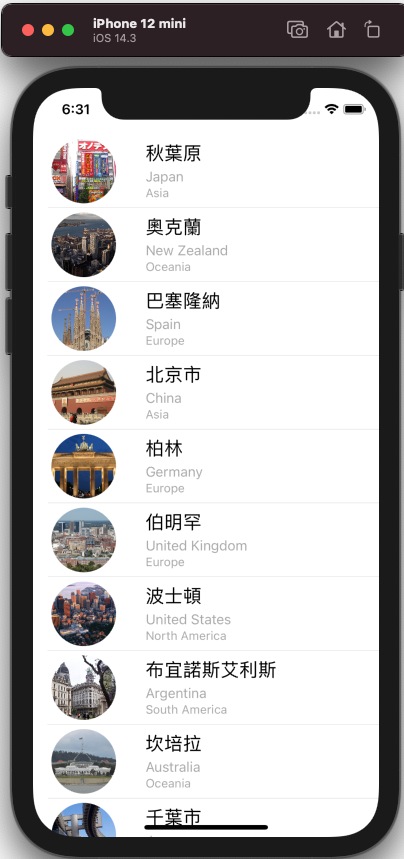 iPhone 12 mini
iOS 14.3
6:31
秋葉原
Japan
Asia
奧克蘭
New Zealand
Oceania
巴塞隆納
Spain
Europe
北京市
China
Asia
柏林
Germany
Europe
伯明罕
United Kingdom
Europe
波士頓
United States
North America
布宜諾斯艾利斯
Argentina
South America
坎培拉
Australia
Oceania
千葉市